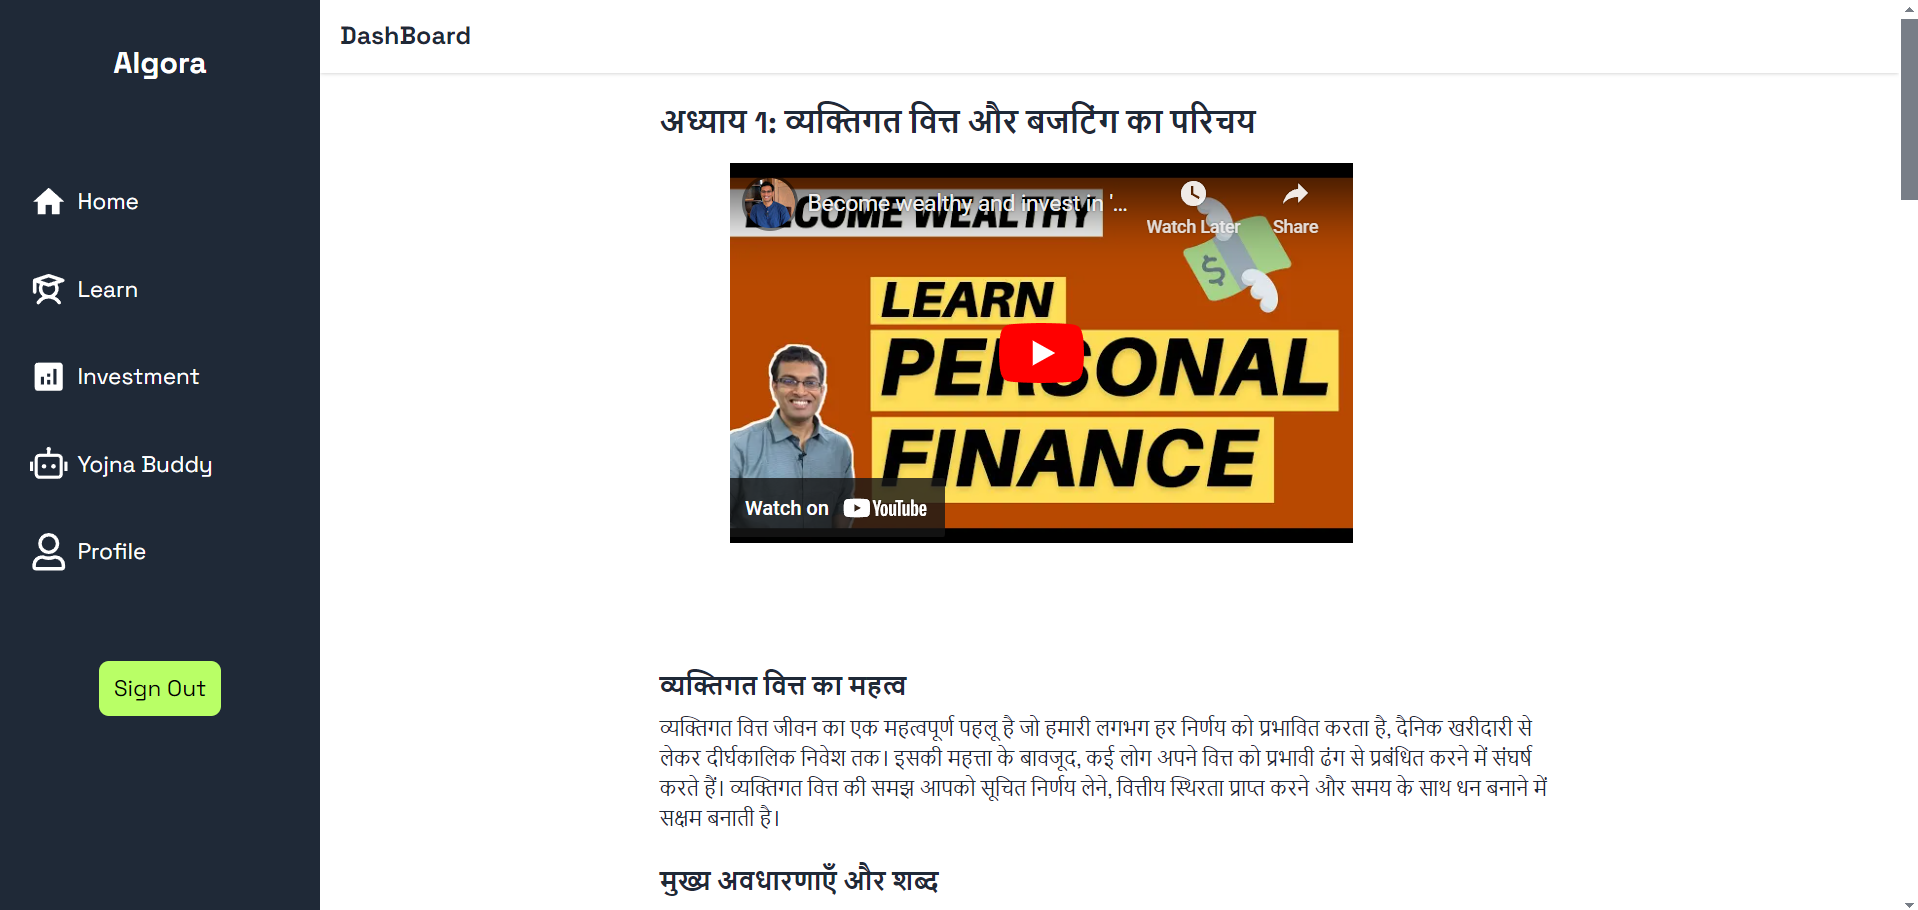 Algora
Home
Learn
Investment
Yojna Buddy
Profile
Sign Out
DashBoard
अध्याय 1: व्यक्तिगत वित्त और बजटिंग का परिचय
Become wealthy and invest in '...
COME WEALTHY
Watch Later
Share
LEARN
PERSONAL
FINANCE
Watch on YouTube
व्यक्तिगत वित्त का महत्व
व्यक्तिगत वित्त जीवन का एक महत्वपूर्ण पहलू है जो हमारी लगभग हर निर्णय को प्रभावित करता है, दैनिक खरीदारी से
लेकर दीर्घकालिक निवेश तक। इसकी महत्ता के बावजूद, कई लोग अपने वित्त को प्रभावी ढंग से प्रबंधित करने में संघर्ष
करते हैं। व्यक्तिगत वित्त की समझ आपको सूचित निर्णय लेने, वित्तीय स्थिरता प्राप्त करने और समय के साथ धन बनाने में
सक्षम बनाती है।
मुख्य अवधारणाएँ और शब्द